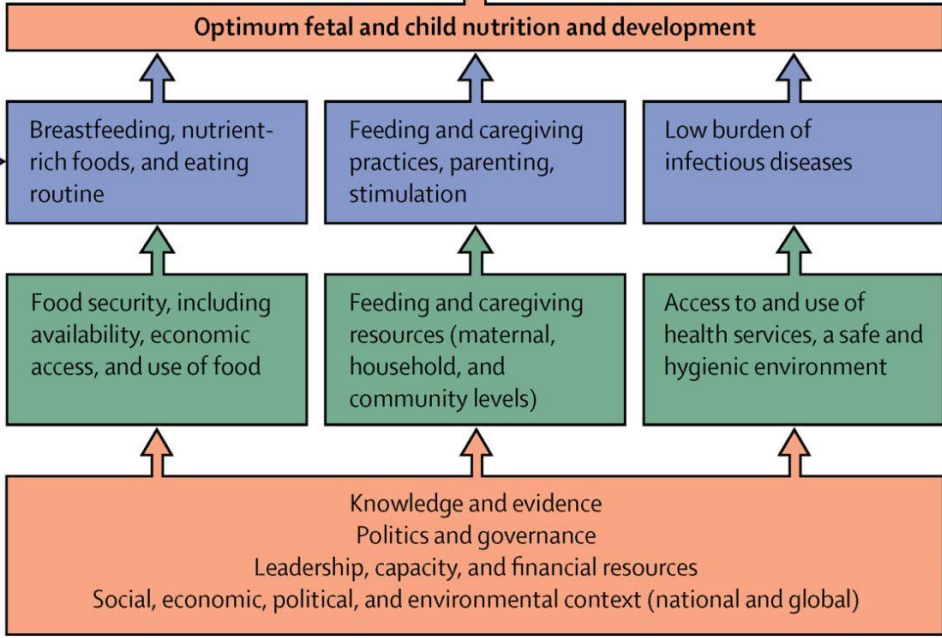 Optimum fetal and child nutrition and development
Breastfeeding, nutrient-
rich foods, and eating
routine
Feeding and caregiving
practices, parenting,
stimulation
Low burden of
infectious diseases
Food security, including
availability, economic
access, and use of food
Feeding and caregiving
resources (maternal,
household, and
community levels)
Access to and use of
health services, a safe and
hygienic environment
Knowledge and evidence
Politics and governance
Leadership, capacity, and financial resources
Social, economic, political, and environmental context (national and global)